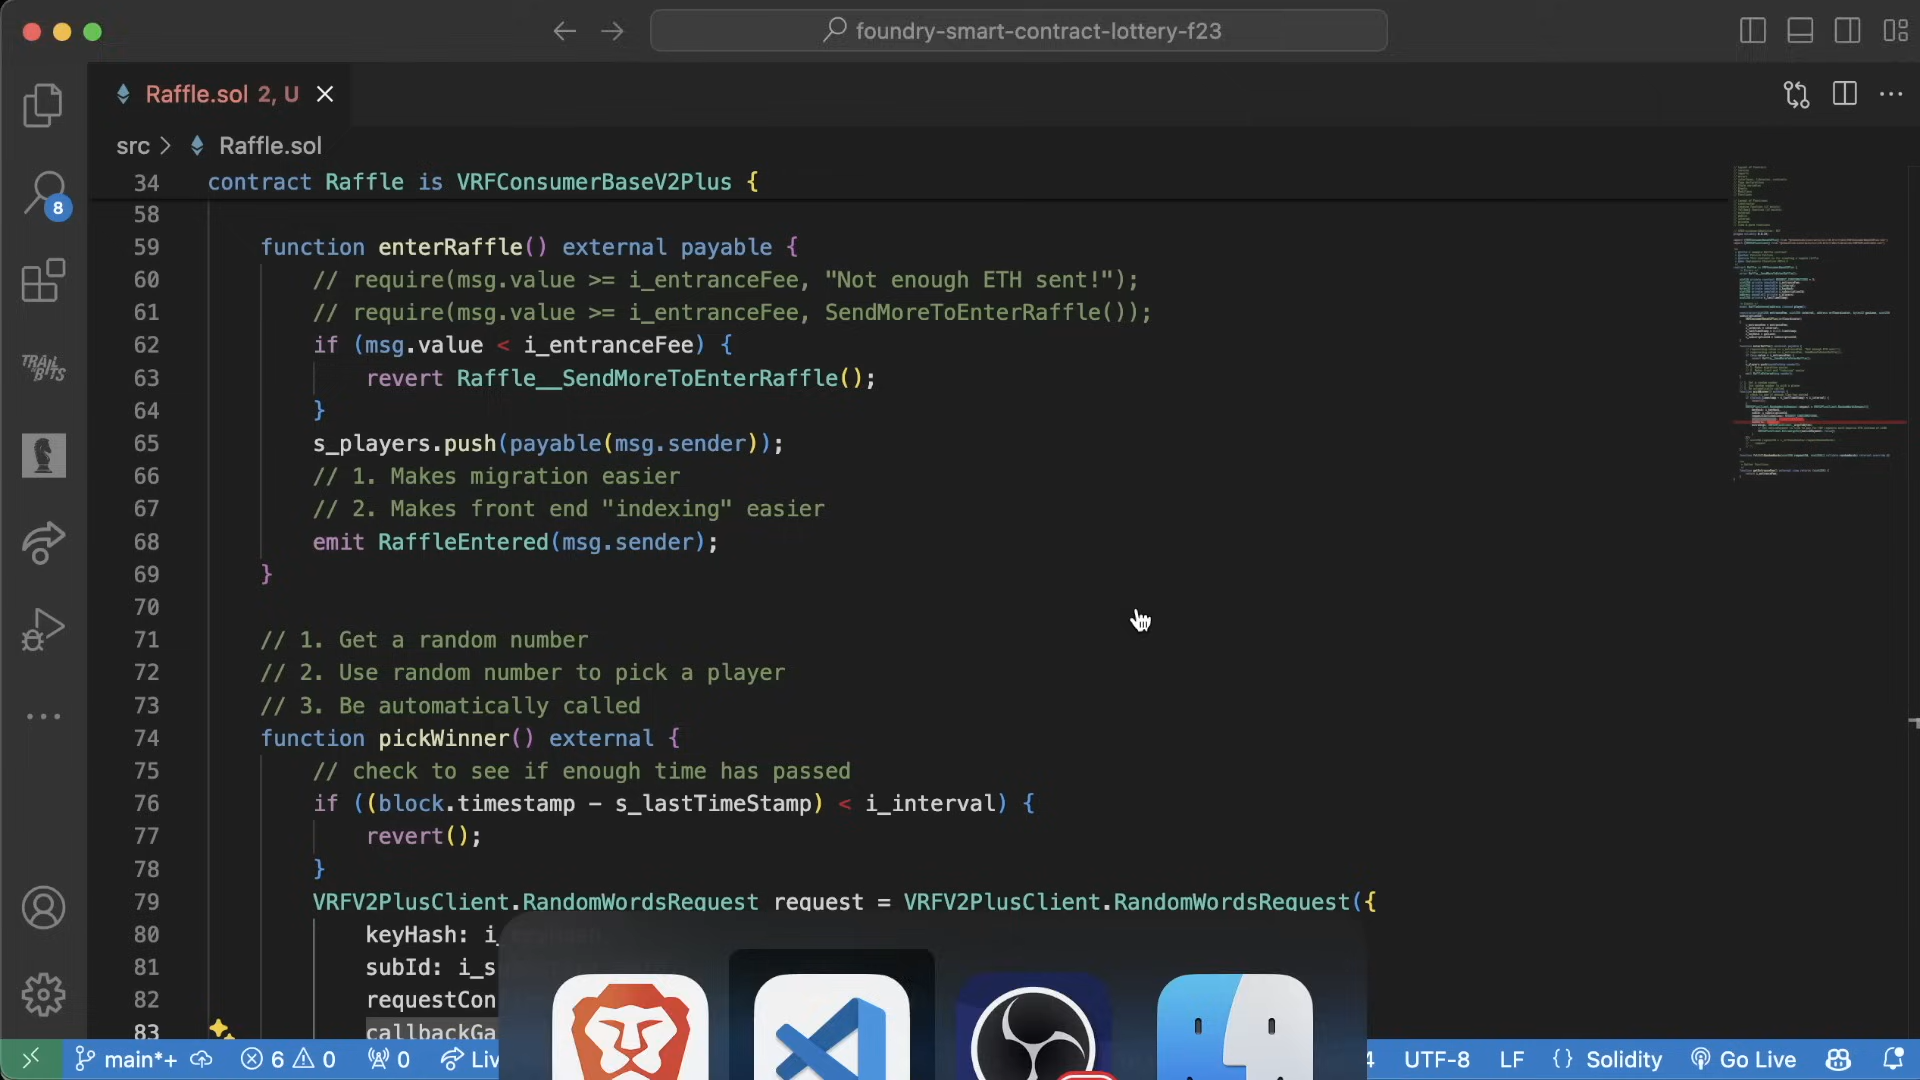 foundry-smart-contract-lottery-f23
Raffle.sol 2, U
src > Raffle.sol
34 contract Raffle is VRFConsumerBaseV2Plus {
58
59 function enterRaffle() external payable {
60 // require(msg.value >= i_entranceFee, "Not enough ETH sent!");
61 // require(msg.value >= i_entranceFee, SendMoreToEnterRaffle());
62 if (msg.value < i_entranceFee) {
63 revert Raffle__SendMoreToEnterRaffle();
64 }
65 s_players.push(payable(msg.sender));
66 // 1. Makes migration easier
67 // 2. Makes front end "indexing" easier
68 emit RaffleEntered(msg.sender);
69 }
70
71 // 1. Get a random number
72 // 2. Use random number to pick a player
73 // 3. Be automatically called
74 function pickWinner() external {
75 // check to see if enough time has passed
76 if ((block.timestamp - s_lastTimeStamp) < i_interval) {
77 revert();
78 }
79 VRFV2PlusClient.RandomWordsRequest request = VRFV2PlusClient.RandomWordsRequest({
80 keyHash: i_
81 subId: i_s
82 requestCon
83 callbackGa
8
TRAIL OF BITS
main*+ 6 0 0 Liv 4 UTF-8 LF {} Solidity Go Live